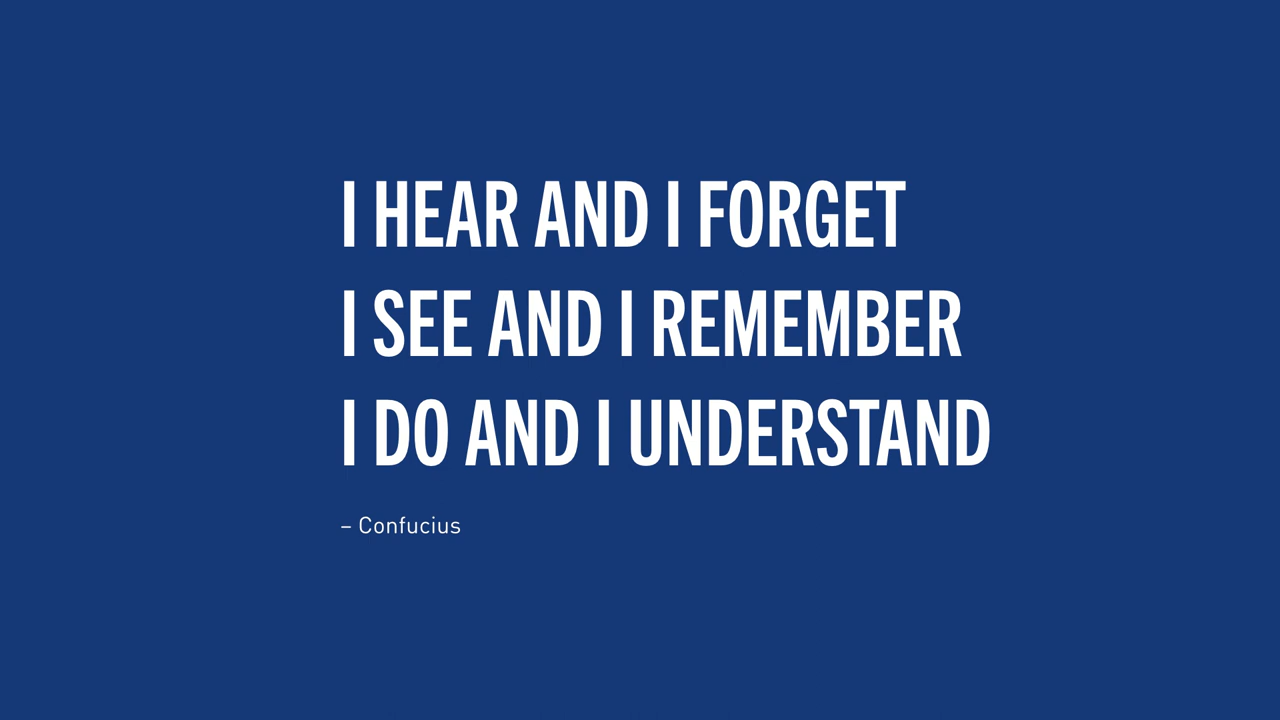 I HEAR AND I FORGET
I SEE AND I REMEMBER
I DO AND I UNDERSTAND
– Confucius